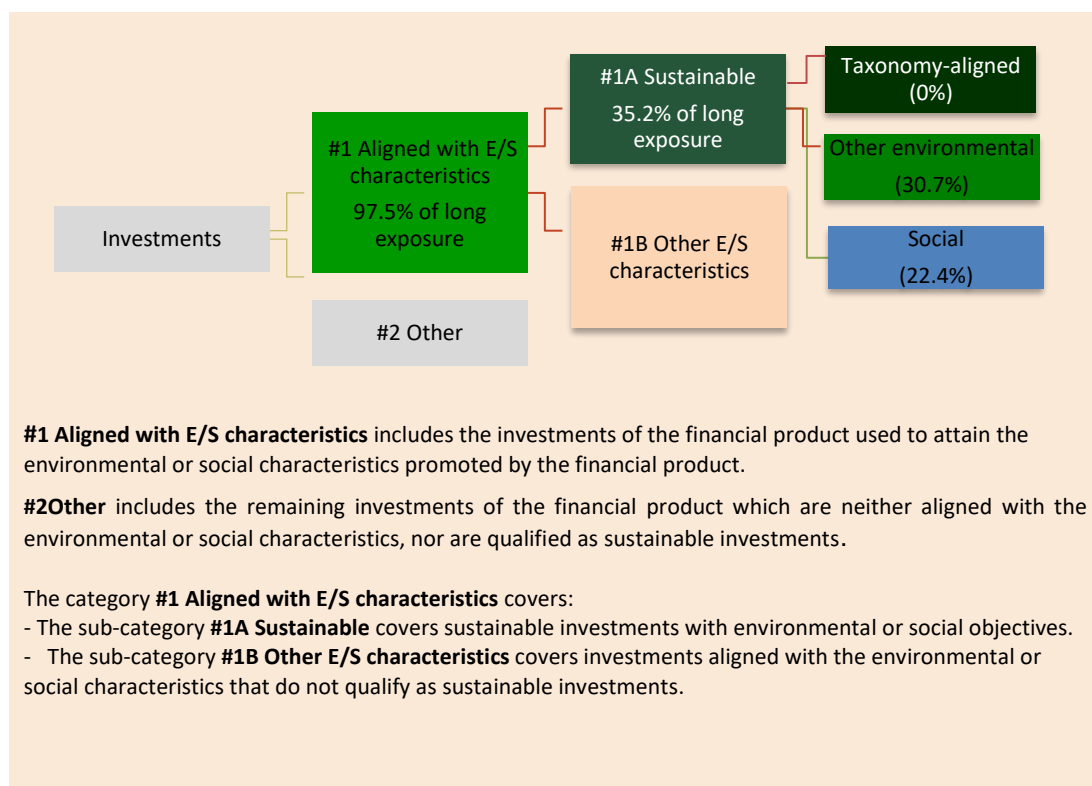 Investments
#1 Aligned with E/S
characteristics
97.5% of long
exposure
#2 Other
#1A Sustainable
35.2% of long
exposure
#1B Other E/S
characteristics
Taxonomy-aligned
(0%)
Other environmental
(30.7%)
Social
(22.4%)
#1 Aligned with E/S characteristics includes the investments of the financial product used to attain the
environmental or social characteristics promoted by the financial product.
#2Other includes the remaining investments of the financial product which are neither aligned with the
environmental or social characteristics, nor are qualified as sustainable investments.
The category #1 Aligned with E/S characteristics covers:
- The sub-category #1A Sustainable covers sustainable investments with environmental or social objectives.
- The sub-category #1B Other E/S characteristics covers investments aligned with the environmental or
social characteristics that do not qualify as sustainable investments.